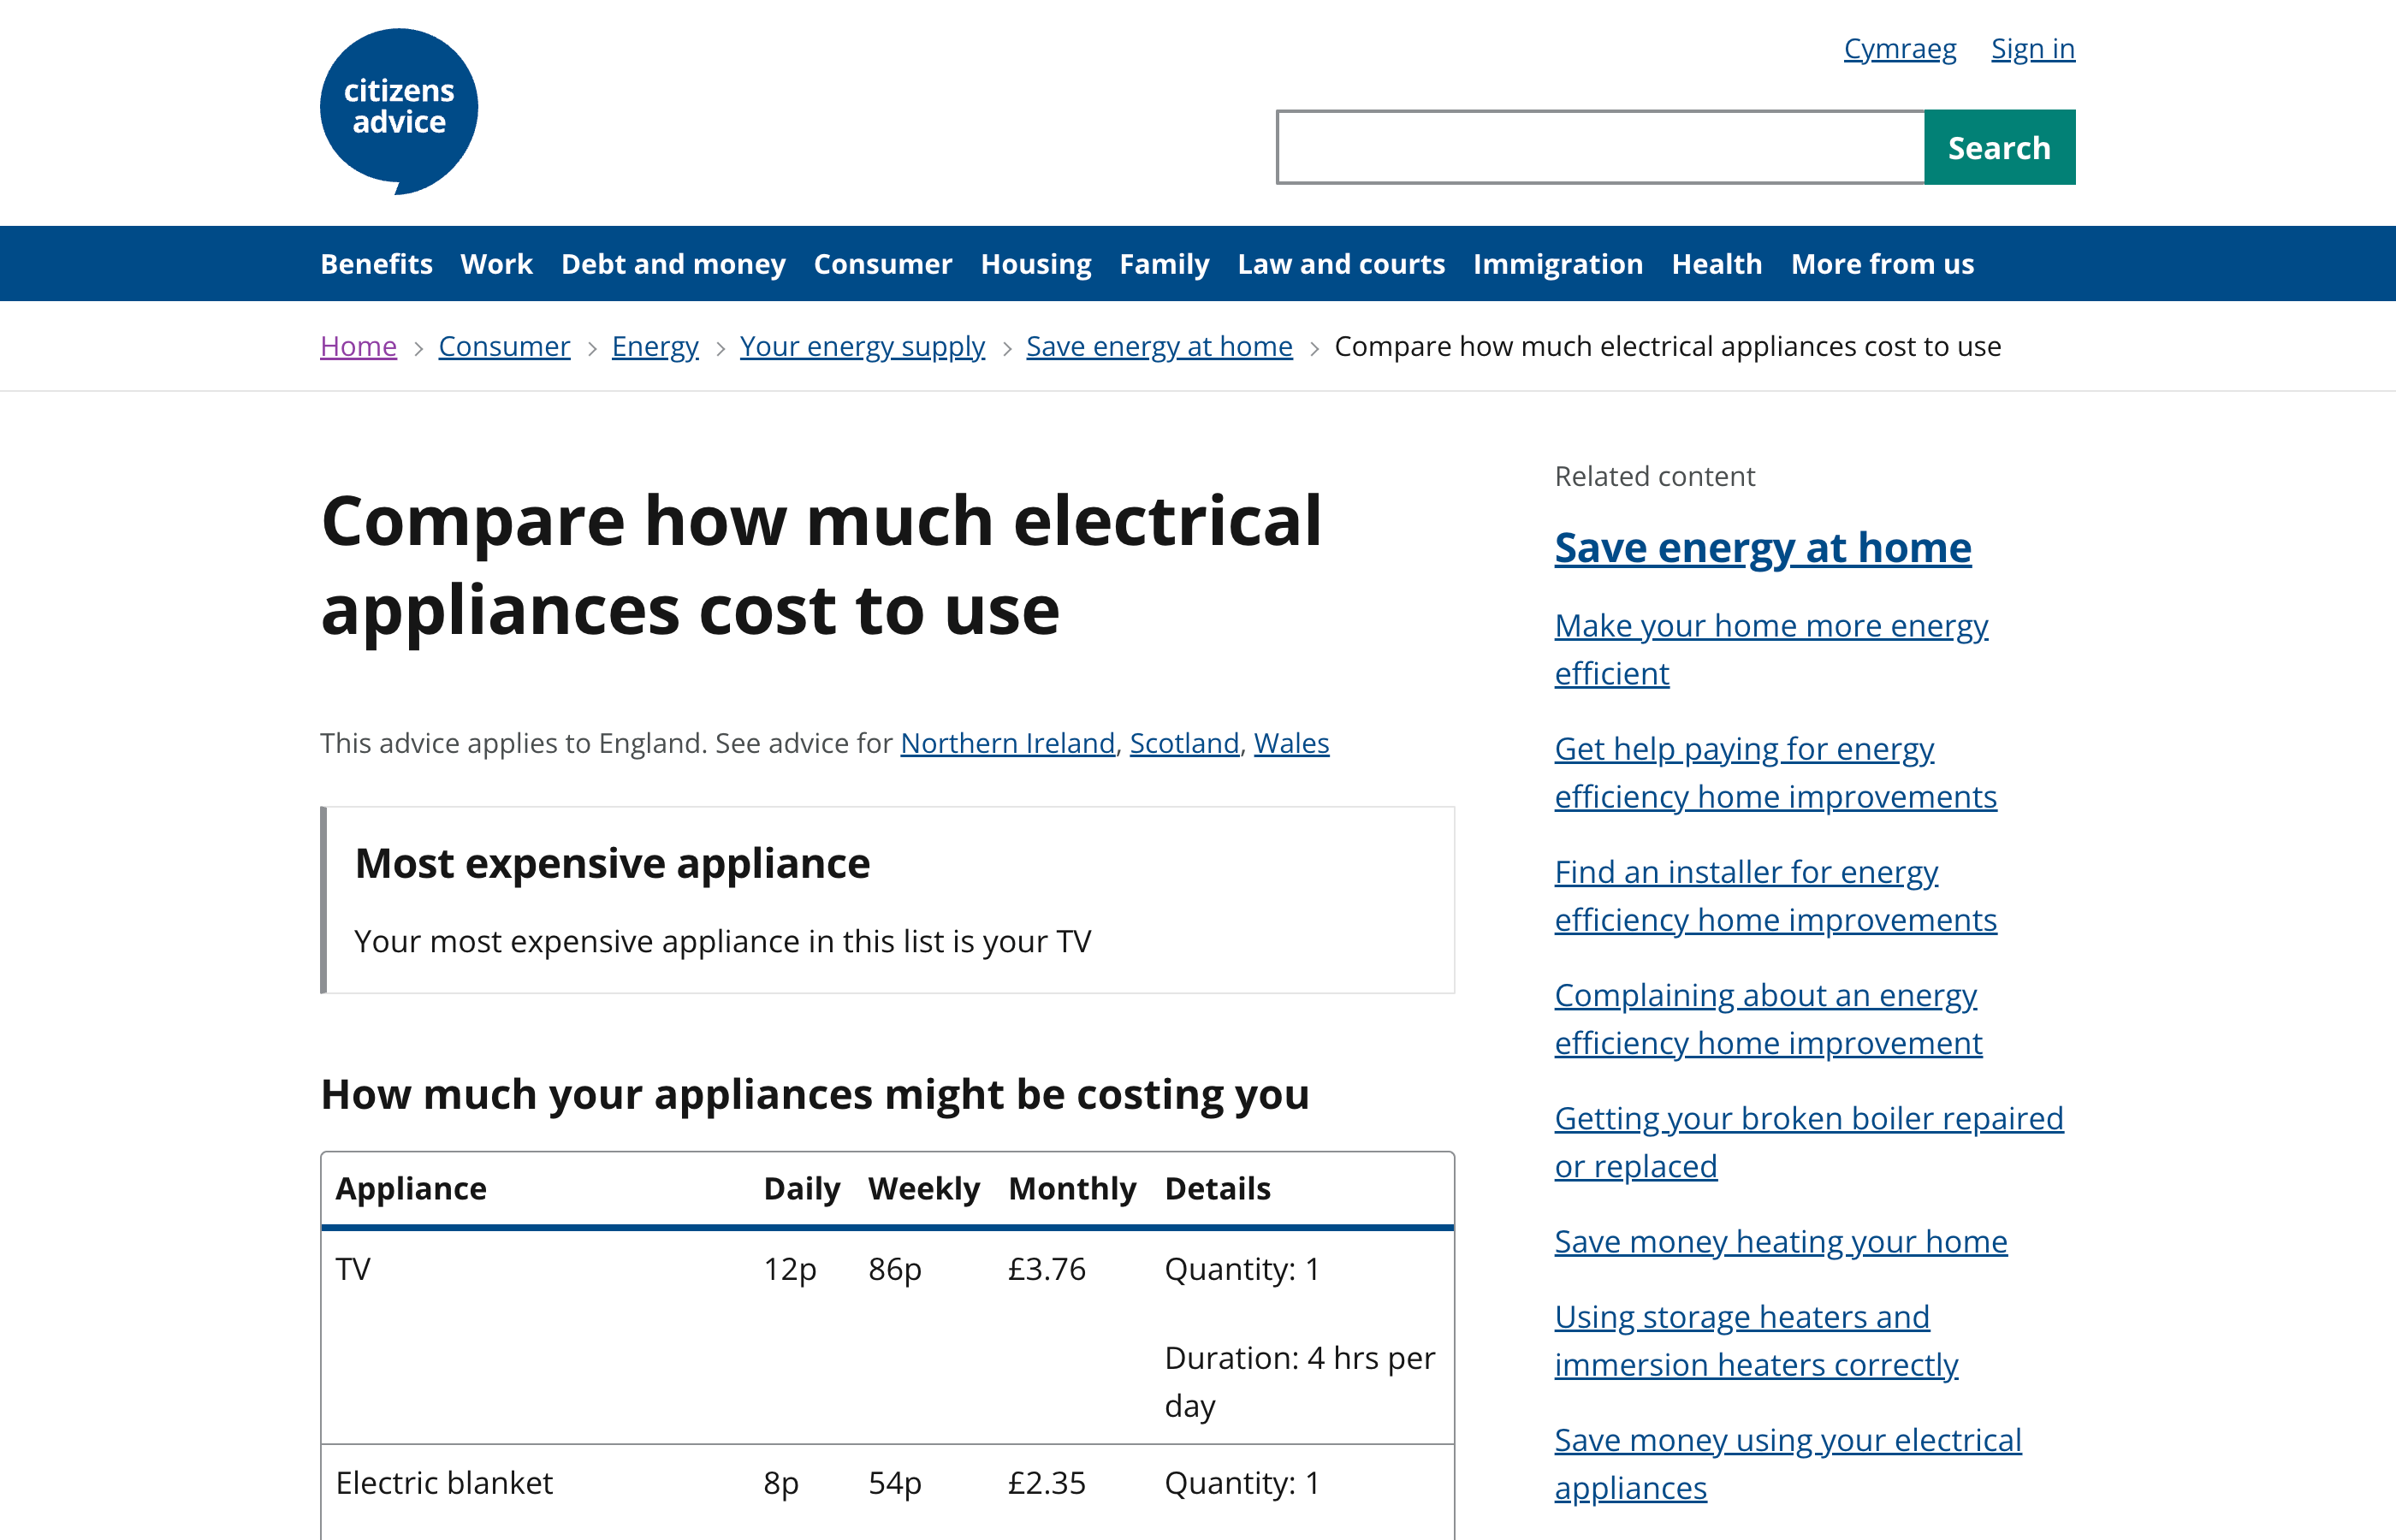 citizens
advice
Cymraeg Sign in
Search
Benefits Work Debt and money Consumer Housing Family Law and courts Immigration Health More from us
Home > Consumer > Energy > Your energy supply > Save energy at home > Compare how much electrical appliances cost to use
Compare how much electrical
appliances cost to use
This advice applies to England. See advice for Northern Ireland, Scotland, Wales
Most expensive appliance
Your most expensive appliance in this list is your TV
How much your appliances might be costing you
Appliance Daily Weekly Monthly Details
TV 12p 86p £3.76 Quantity: 1
Duration: 4 hrs per
day
Electric blanket 8p 54p £2.35 Quantity: 1
Related content
Save energy at home
Make your home more energy
efficient
Get help paying for energy
efficiency home improvements
Find an installer for energy
efficiency home improvements
Complaining about an energy
efficiency home improvement
Getting your broken boiler repaired
or replaced
Save money heating your home
Using storage heaters and
immersion heaters correctly
Save money using your electrical
appliances